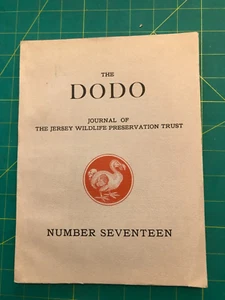 THE
DODO
JOURNAL OF
THE JERSEY WILDLIFE PRESERVATION TRUST
NUMBER SEVENTEEN